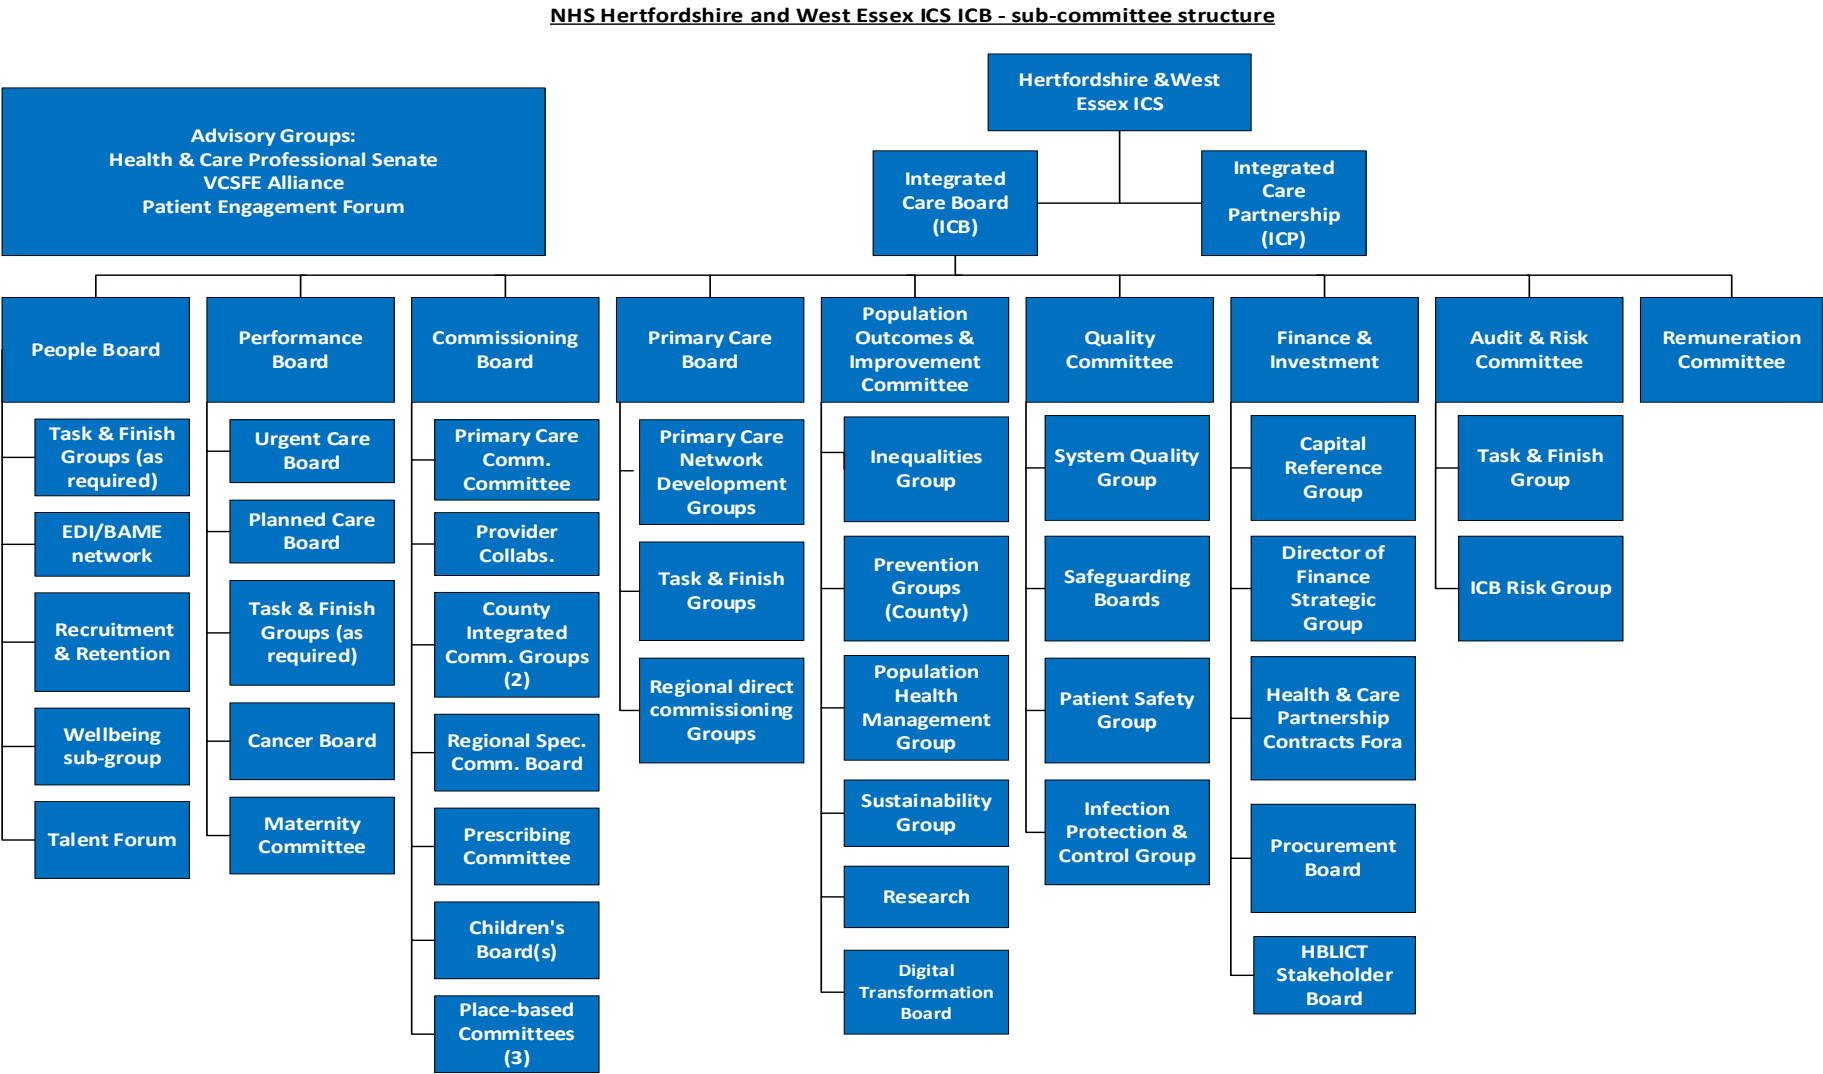 NHS Hertfordshire and West Essex ICS ICB - sub-committee structure
Hertfordshire &West
Essex ICS
Advisory Groups:
Health & Care Professional Senate
VCSFE Alliance
Patient Engagement Forum
Integrated
Care Board
(ICB)
Integrated
Care
Partnership
(ICP)
People Board
Performance
Board
Commissioning
Board
Primary Care
Board
Population
Outcomes &
Improvement
Committee
Quality
Committee
Finance &
Investment
Audit & Risk
Committee
Remuneration
Committee
Task & Finish
Groups (as
required)
EDI/BAME
network
Recruitment
& Retention
Wellbeing
sub-group
Talent Forum
Urgent Care
Board
Planned Care
Board
Task & Finish
Groups (as
required)
Cancer Board
Maternity
Committee
Primary Care
Comm.
Committee
Provider
Collabs.
County
Integrated
Comm. Groups
(2)
Regional Spec.
Comm. Board
Prescribing
Committee
Children's
Board(s)
Place-based
Committees
(3)
Primary Care
Network
Development
Groups
Task & Finish
Groups
Regional direct
commissioning
Groups
Inequalities
Group
Prevention
Groups
(County)
Population
Health
Management
Group
Sustainability
Group
Research
Digital
Transformation
Board
System Quality
Group
Safeguarding
Boards
Patient Safety
Group
Infection
Protection &
Control Group
Capital
Reference
Group
Director of
Finance
Strategic
Group
Health & Care
Partnership
Contracts Fora
Procurement
Board
HBLICT
Stakeholder
Board
Task & Finish
Group
ICB Risk Group